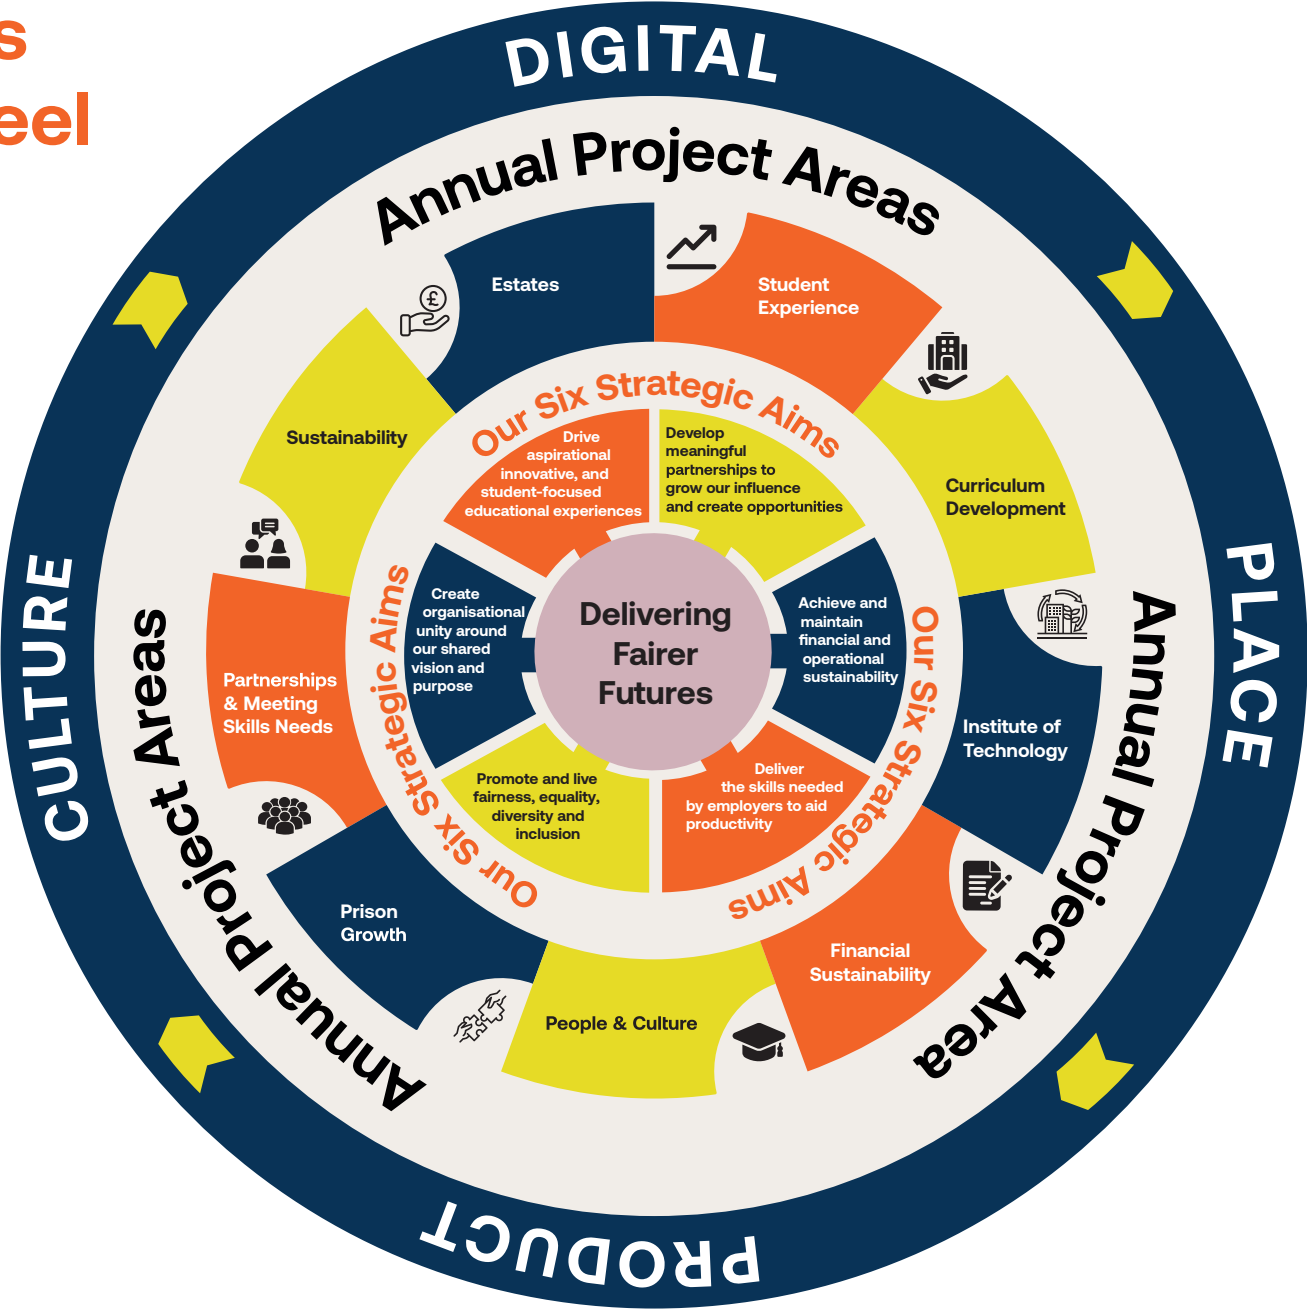 s
eel
DIGITAL
PLACE
PRODUCT
CULTURE
Annual Project Areas
Annual Project Area
Annual Project Areas
Estates
Student
Experience
Curriculum
Development
Institute of
Technology
Financial
Sustainability
People & Culture
Prison
Growth
Partnerships
& Meeting
Skills Needs
Sustainability
Our Six Strategic Aims
Our Six Strategic Aims
Our Six Strategic Aims
Drive
aspirational
innovative, and
student-focused
educational experiences
Develop
meaningful
partnerships to
grow our influence
and create opportunities
Achieve and
maintain
financial and
operational
sustainability
Deliver
the skills needed
by employers to aid
productivity
Promote and live
fairness, equality,
diversity and
inclusion
Create
organisational
unity around
our shared
vision and
purpose
Delivering
Fairer
Futures
£